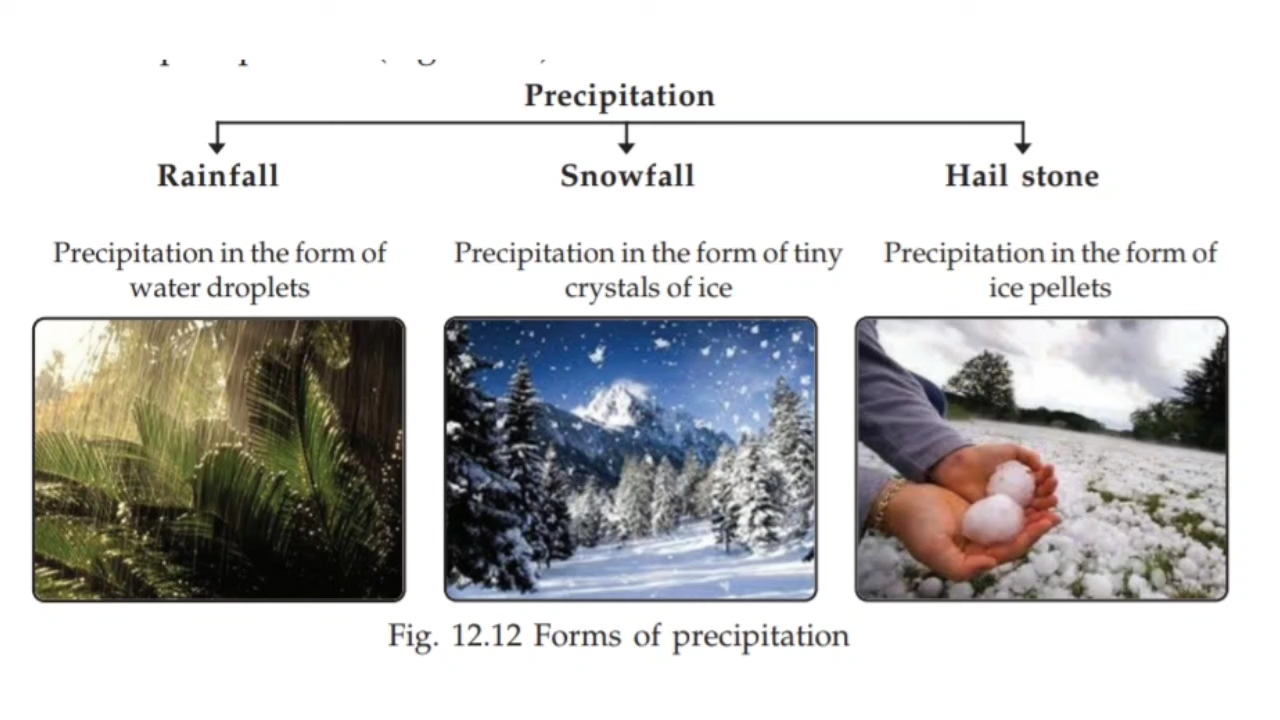 Precipitation
Rainfall
Snowfall
Hail stone
Precipitation in the form of
water droplets
Precipitation in the form of tiny
crystals of ice
Precipitation in the form of
ice pellets
Fig. 12.12 Forms of precipitation